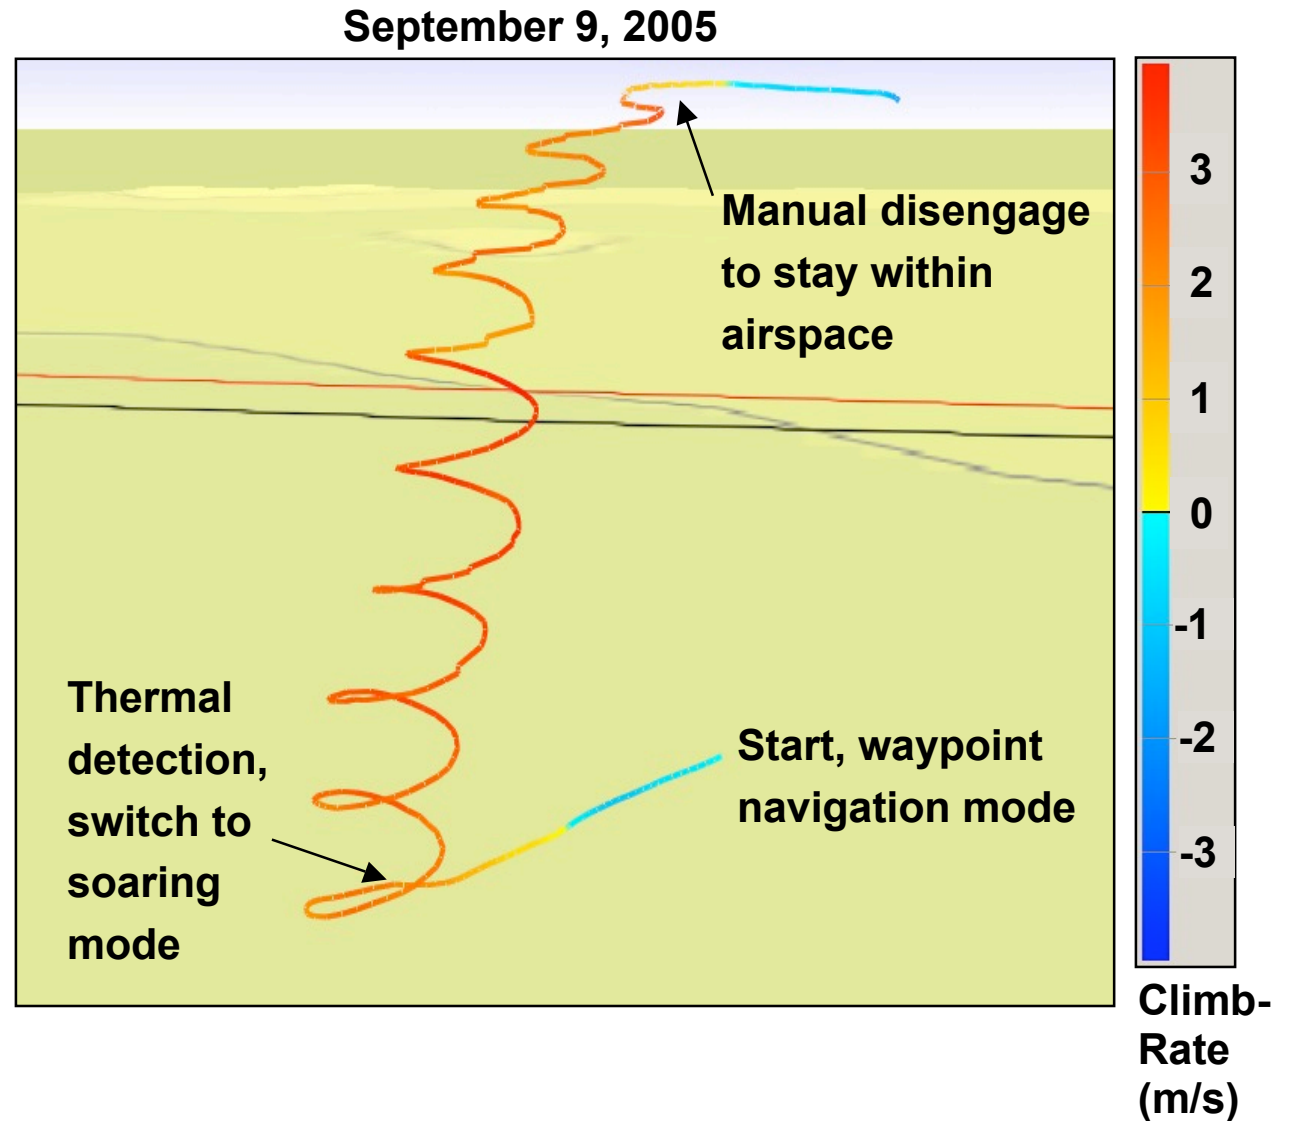 September 9, 2005
Manual disengage
to stay within
airspace
Thermal
detection,
switch to
soaring
mode
Start, waypoint
navigation mode
3
2
1
0
-1
-2
-3
Climb-
Rate
(m/s)